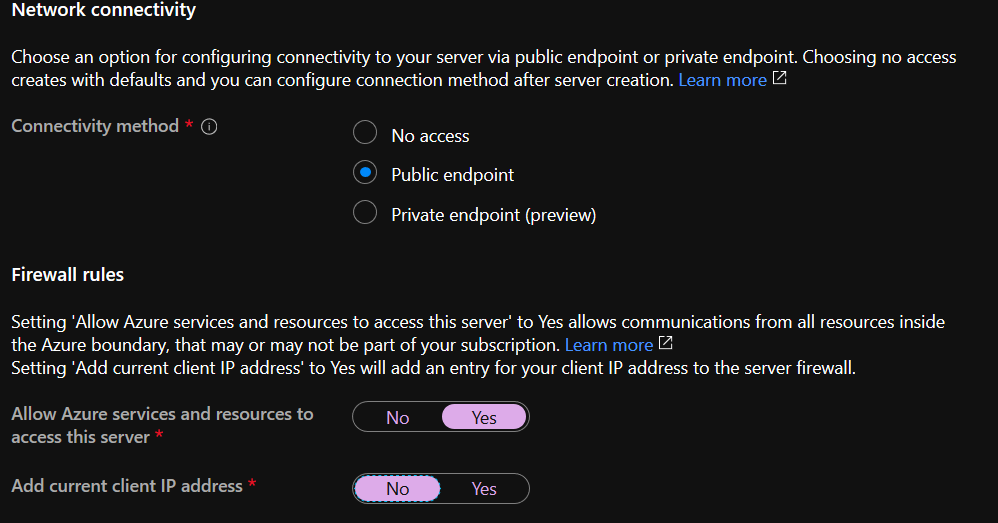 Network connectivity
Choose an option for configuring connectivity to your server via public endpoint or private endpoint. Choosing no access
creates with defaults and you can configure connection method after server creation. Learn more
Connectivity method *
No access
Public endpoint
Private endpoint (preview)
Firewall rules
Setting 'Allow Azure services and resources to access this server' to Yes allows communications from all resources inside
the Azure boundary, that may or may not be part of your subscription. Learn more
Setting 'Add current client IP address' to Yes will add an entry for your client IP address to the server firewall.
Allow Azure services and resources to
access this server *
No Yes
Add current client IP address *
No Yes